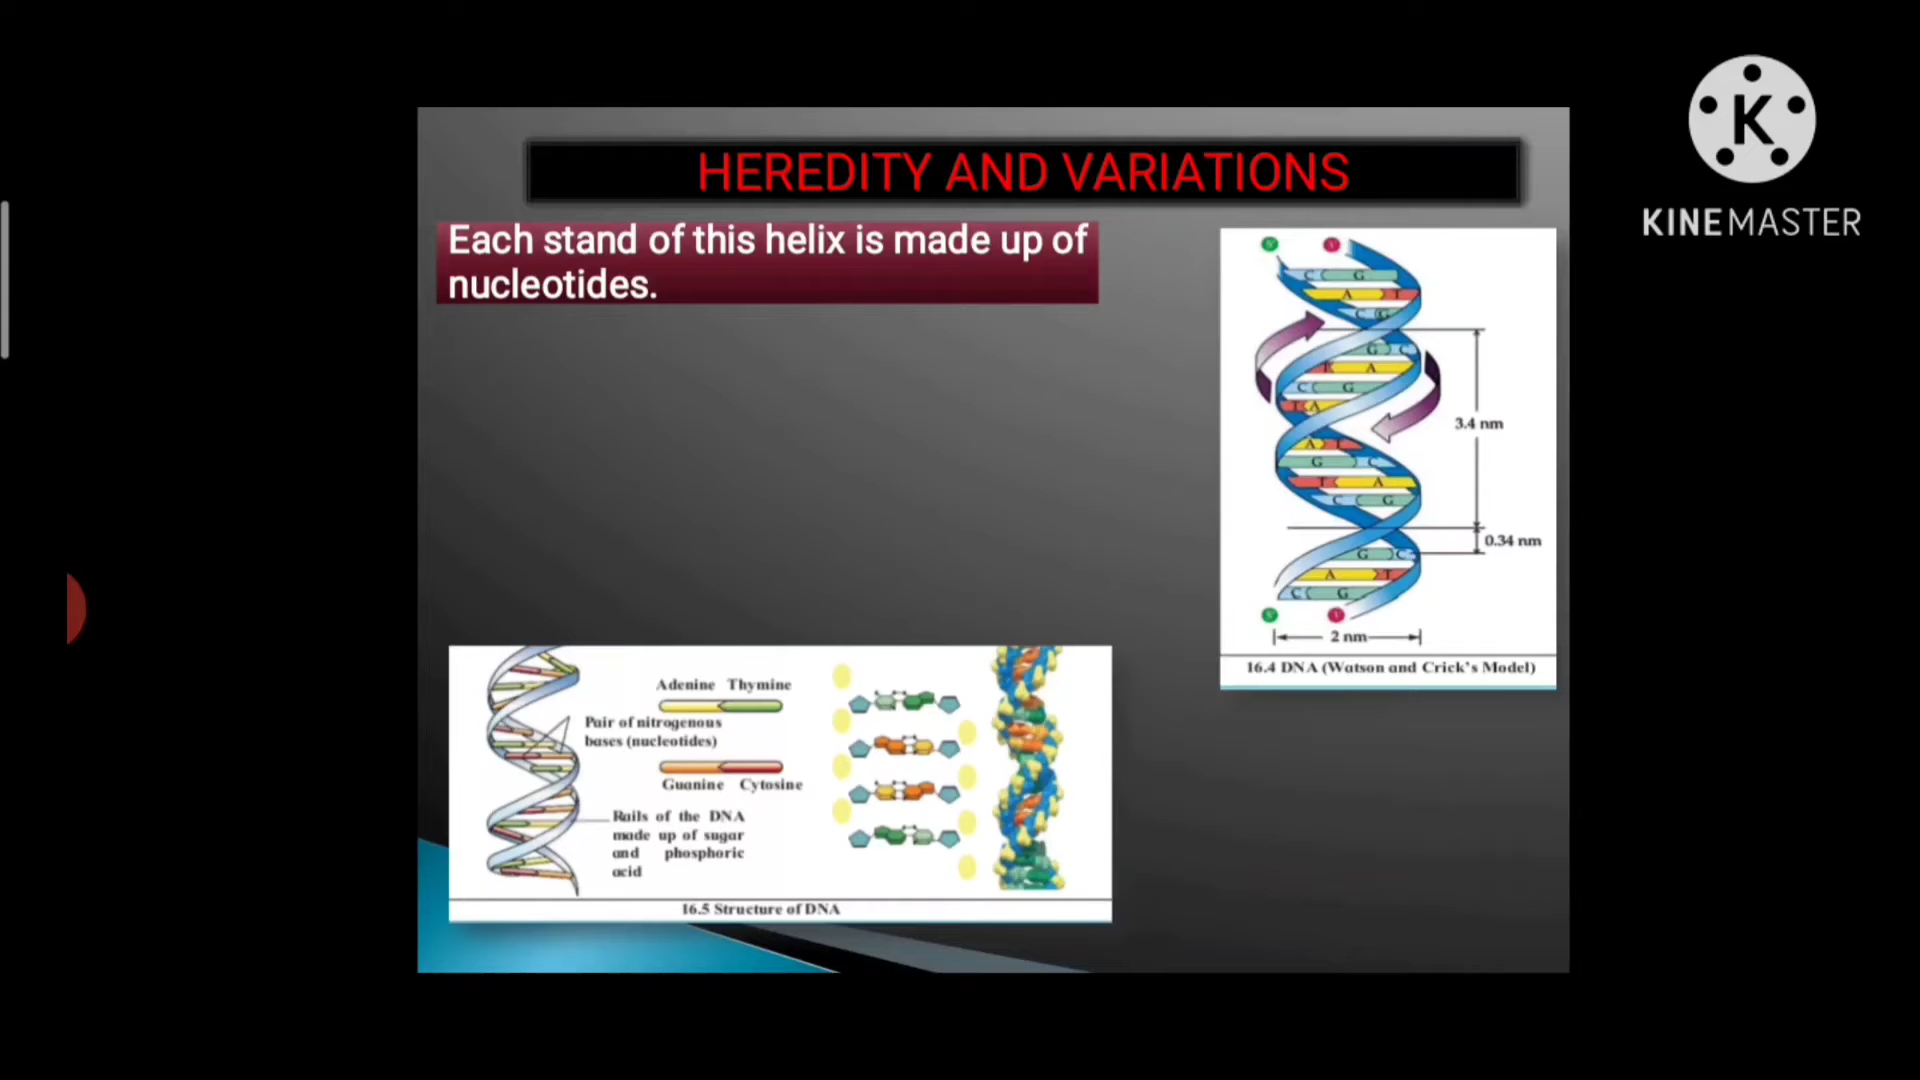 HEREDITY AND VARIATIONS
K
KINEMASTER
Each stand of this helix is made up of
nucleotides.
C G
A T
C G
G C
T A
C G
T A
A T
G C
T A
C G
G C
A T
C G
3.4 nm
0.34 nm
2 nm
16.4 DNA (Watson and Crick's Model)
Adenine Thymine
Pair of nitrogenous
bases (nucleotides)
Guanine Cytosine
Rails of the DNA
made up of sugar
and phosphoric
acid
16.5 Structure of DNA